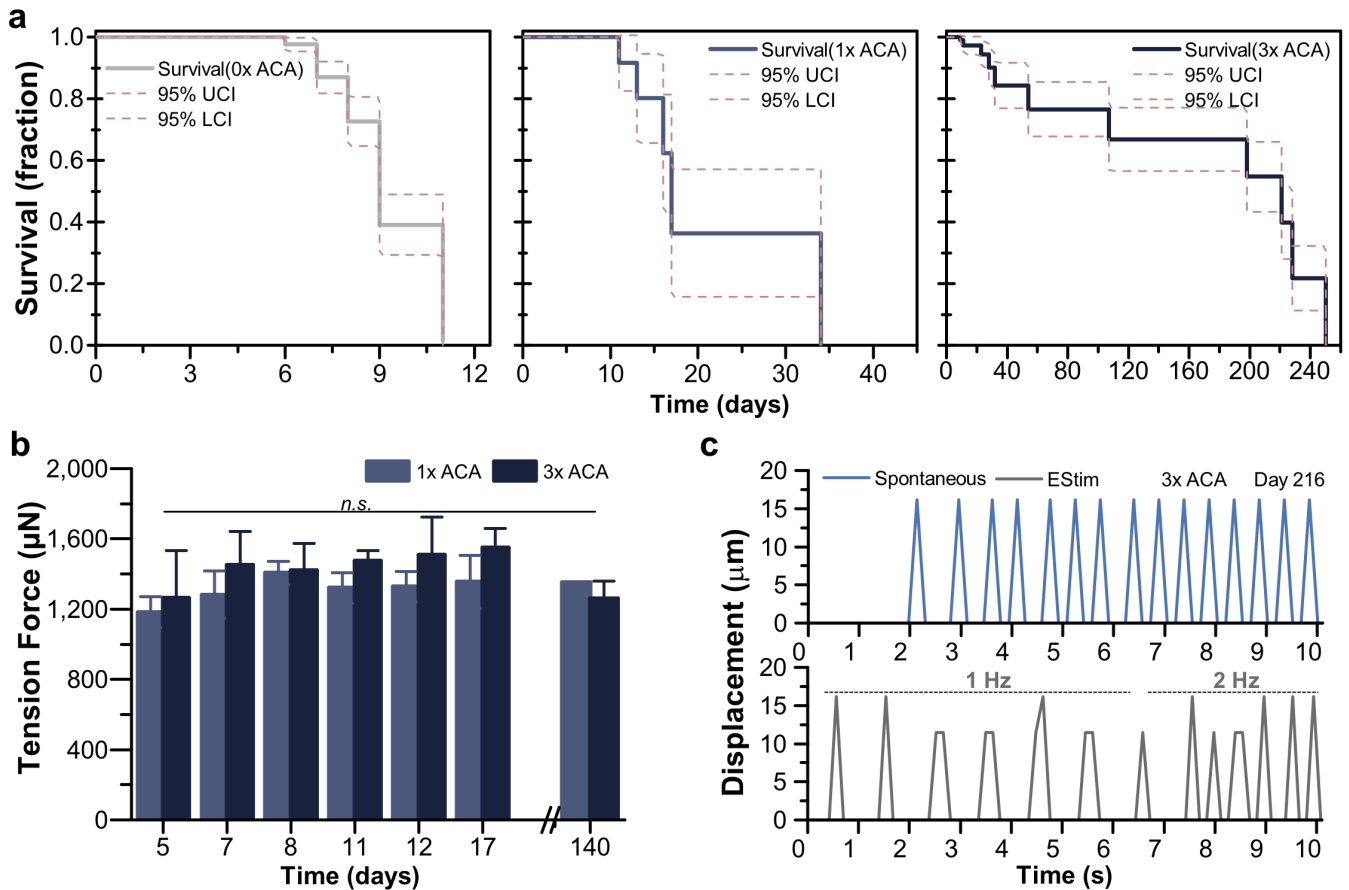 a
Survival (fraction)
1.0
0.8
0.6
0.4
0.2
0.0
Survival(0x ACA)
95% UCI
95% LCI
0 3 6 9 12
Survival(1x ACA)
95% UCI
95% LCI
0 10 20 30 40
Survival(3x ACA)
95% UCI
95% LCI
0 40 80 120 160 200 240
Time (days)
b
Tension Force (µN)
2,000
1,600
1,200
800
400
0
1x ACA 3x ACA
n.s.
5 7 8 11 12 17 140
Time (days)
c
Displacement (µm)
20
15
10
5
0
Spontaneous EStim 3x ACA Day 216
0 1 2 3 4 5 6 7 8 9 10
20
15
10
5
0
1 Hz 2 Hz
0 1 2 3 4 5 6 7 8 9 10
Time (s)